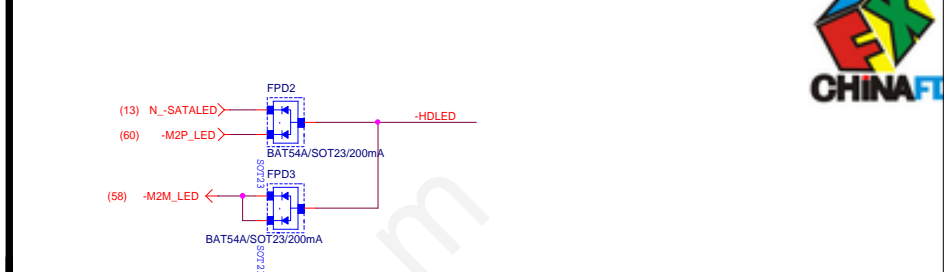 FPD2
(13) N_-SATALED
-HDLED
(60) -M2P_LED
BAT54A/SOT23/200mA
SOT23
FPD3
(58) -M2M_LED
BAT54A/SOT23/200mA
CHINAF